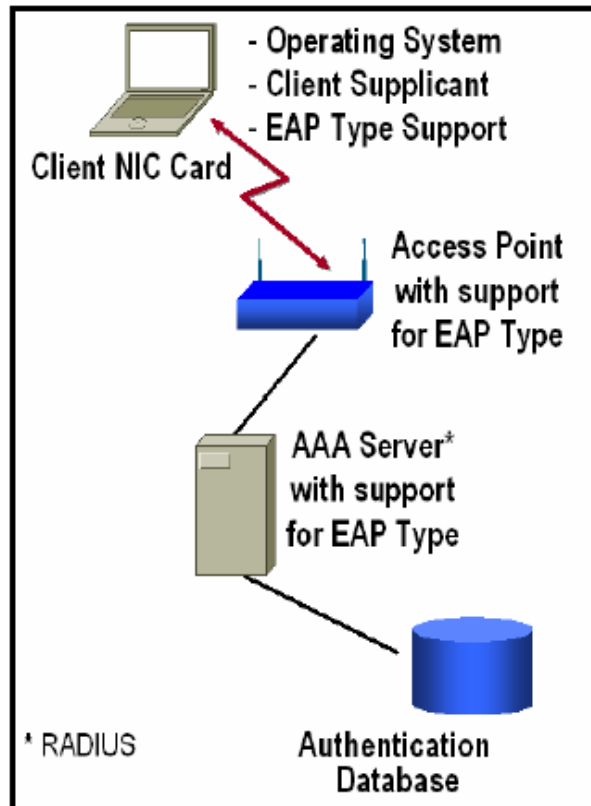 - Operating System
- Client Supplicant
- EAP Type Support
Client NIC Card
Access Point
with support
for EAP Type
AAA Server*
with support
for EAP Type
* RADIUS
Authentication
Database